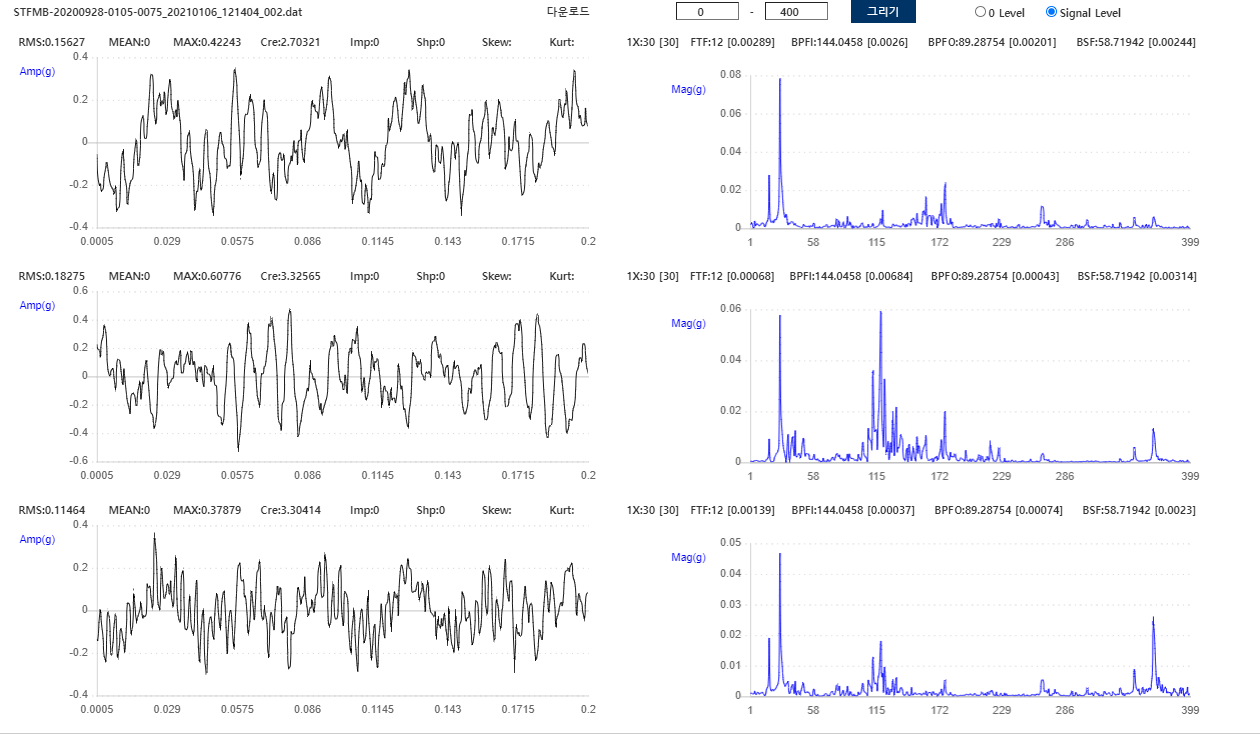 STFMB-20200928-0105-0075_20210106_121404_002.dat 다운로드 0 - 400 그리기 0 Level Signal Level
RMS:0.15627 MEAN:0 MAX:0.42243 Cre:2.70321 Imp:0 Shp:0 Skew: Kurt: 1X:30 [30] FTF:12 [0.00289] BPFI:144.0458 [0.0026] BPFO:89.28754 [0.00201] BSF:58.71942 [0.00244]
Amp(g) 0.4 0.2 0 -0.2 -0.4
0.0005 0.029 0.0575 0.086 0.1145 0.143 0.1715 0.2
Mag(g) 0.08 0.06 0.04 0.02 0
1 58 115 172 229 286 399
RMS:0.18275 MEAN:0 MAX:0.60776 Cre:3.32565 Imp:0 Shp:0 Skew: Kurt: 1X:30 [30] FTF:12 [0.00068] BPFI:144.0458 [0.00684] BPFO:89.28754 [0.00043] BSF:58.71942 [0.00314]
Amp(g) 0.6 0.4 0.2 0 -0.2 -0.4 -0.6
0.0005 0.029 0.0575 0.086 0.1145 0.143 0.1715 0.2
Mag(g) 0.06 0.04 0.02 0
1 58 115 172 229 286 399
RMS:0.11464 MEAN:0 MAX:0.37879 Cre:3.30414 Imp:0 Shp:0 Skew: Kurt: 1X:30 [30] FTF:12 [0.00139] BPFI:144.0458 [0.00037] BPFO:89.28754 [0.00074] BSF:58.71942 [0.0023]
Amp(g) 0.4 0.2 0 -0.2 -0.4
0.0005 0.029 0.0575 0.086 0.1145 0.143 0.1715 0.2
Mag(g) 0.05 0.04 0.03 0.02 0.01 0
1 58 115 172 229 286 399